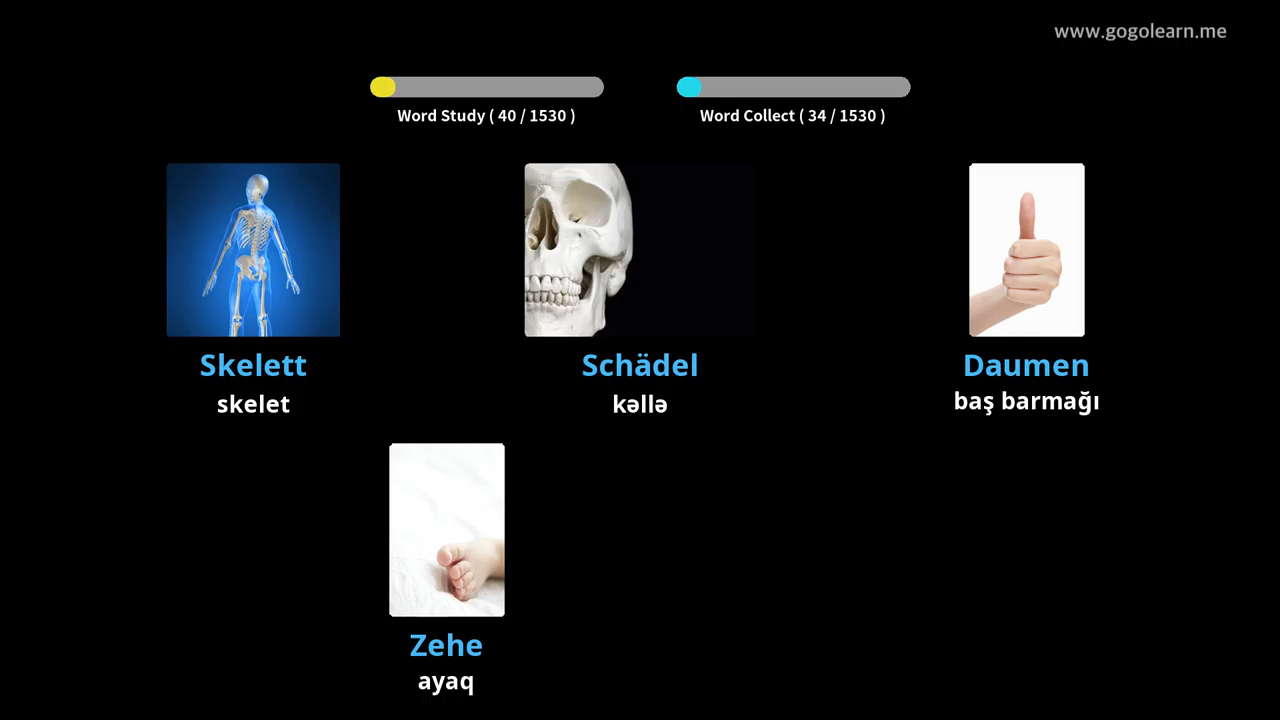 www.gogolearn.me
Word Study ( 40 / 1530 )
Word Collect ( 34 / 1530 )
Skelett
skelet
Schädel
kəllə
Daumen
baş barmağı
Zehe
ayaq